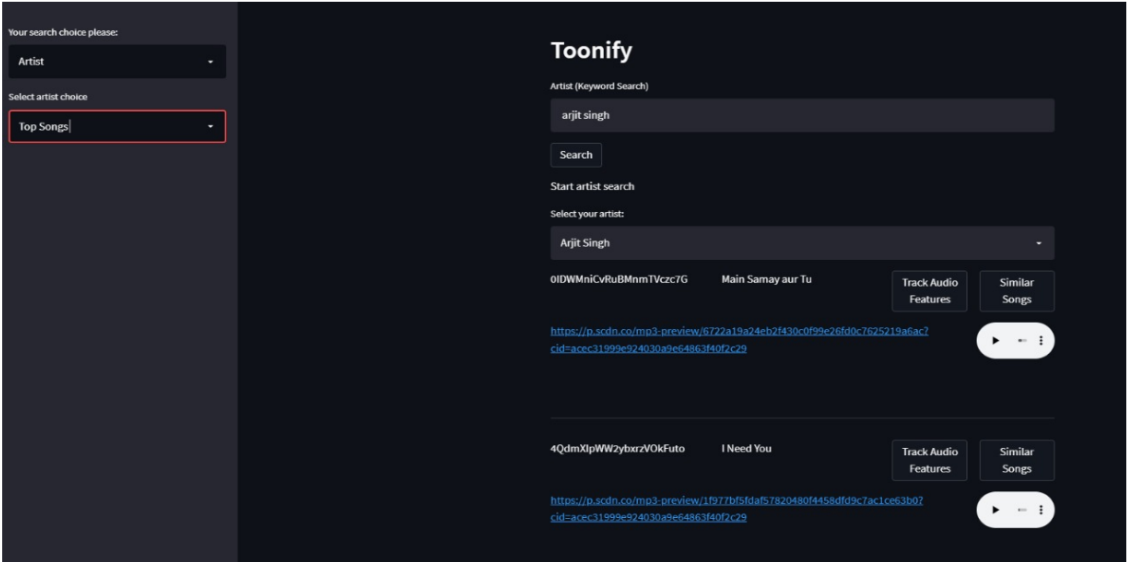 Your search choice please:
Artist
Select artist choice
Top Songs
Toonify
Artist (Keyword Search)
arjit singh
Search
Start artist search
Select your artist:
Arjit Singh
0IDWMniCvRuBMnmTVczc7G Main Samay aur Tu Track Audio Features Similar Songs
https://p.scdn.co/mp3-preview/6722a19a24eb2f430c0f99e26fd0c7625219a6ac?
cid=acec31999e924030a9e64863f40f2c29
4QdmXlpWW2ybxrzVOkFuto I Need You Track Audio Features Similar Songs
https://p.scdn.co/mp3-preview/1f977bf5fdaf57820480f4458dfd9c7ac1ce63b0?
cid=acec31999e924030a9e64863f40f2c29